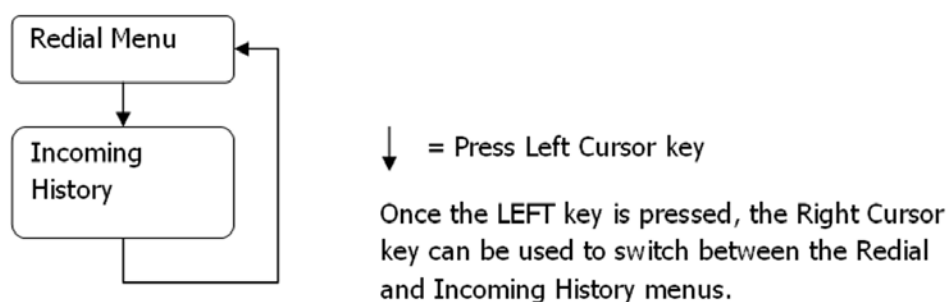 Redial Menu
Incoming
History
= Press Left Cursor key
Once the LEFT key is pressed, the Right Cursor
key can be used to switch between the Redial
and Incoming History menus.